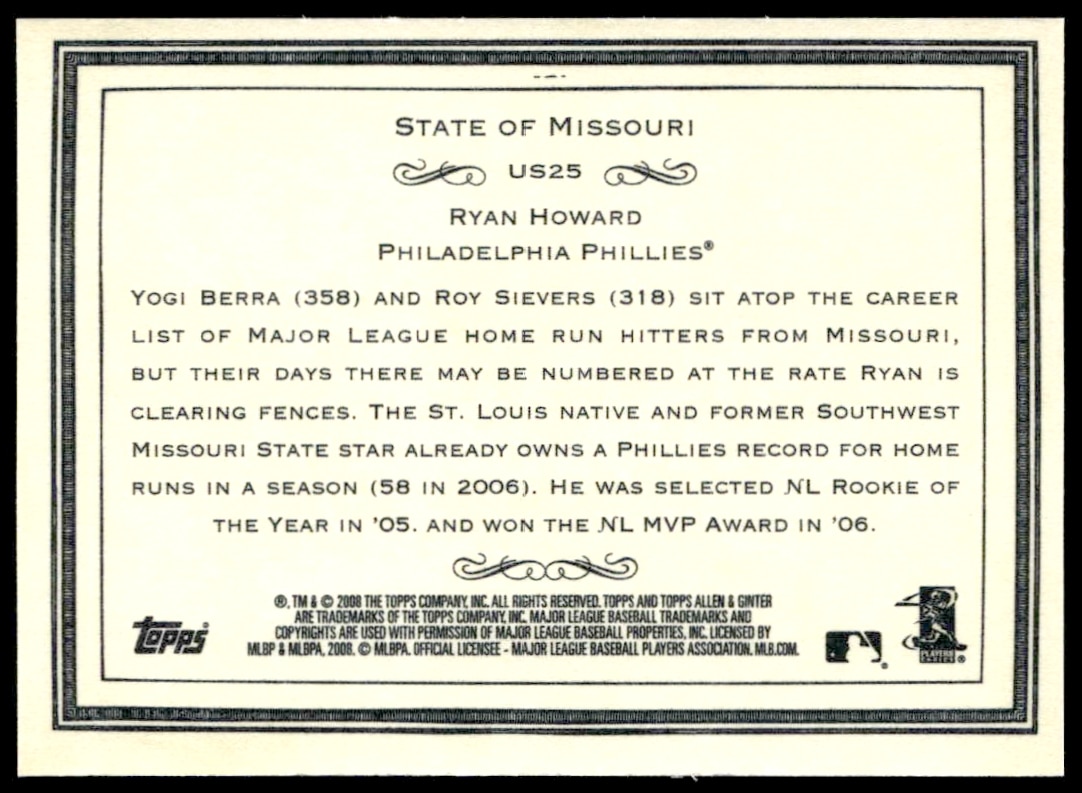 STATE OF MISSOURI
US25
RYAN HOWARD
PHILADELPHIA PHILLIES®
YOGI BERRA (358) AND ROY SIEVERS (318) SIT ATOP THE CAREER
LIST OF MAJOR LEAGUE HOME RUN HITTERS FROM MISSOURI,
BUT THEIR DAYS THERE MAY BE NUMBERED AT THE RATE RYAN IS
CLEARING FENCES. THE ST. LOUIS NATIVE AND FORMER SOUTHWEST
MISSOURI STATE STAR ALREADY OWNS A PHILLIES RECORD FOR HOME
RUNS IN A SEASON (58 IN 2006). HE WAS SELECTED NL ROOKIE OF
THE YEAR IN '05. AND WON THE NL MVP AWARD IN '06.
®, TM & © 2008 THE TOPPS COMPANY, INC. ALL RIGHTS RESERVED. TOPPS AND TOPPS ALLEN & GINTER
ARE TRADEMARKS OF THE TOPPS COMPANY, INC. MAJOR LEAGUE BASEBALL TRADEMARKS AND
COPYRIGHTS ARE USED WITH PERMISSION OF MAJOR LEAGUE BASEBALL PROPERTIES, INC. LICENSED BY
MLBP & MLBPA, 2008. © MLBPA. OFFICIAL LICENSEE - MAJOR LEAGUE BASEBALL PLAYERS ASSOCIATION. MLB.COM.
topps
PLAYERS
CHOICE ®